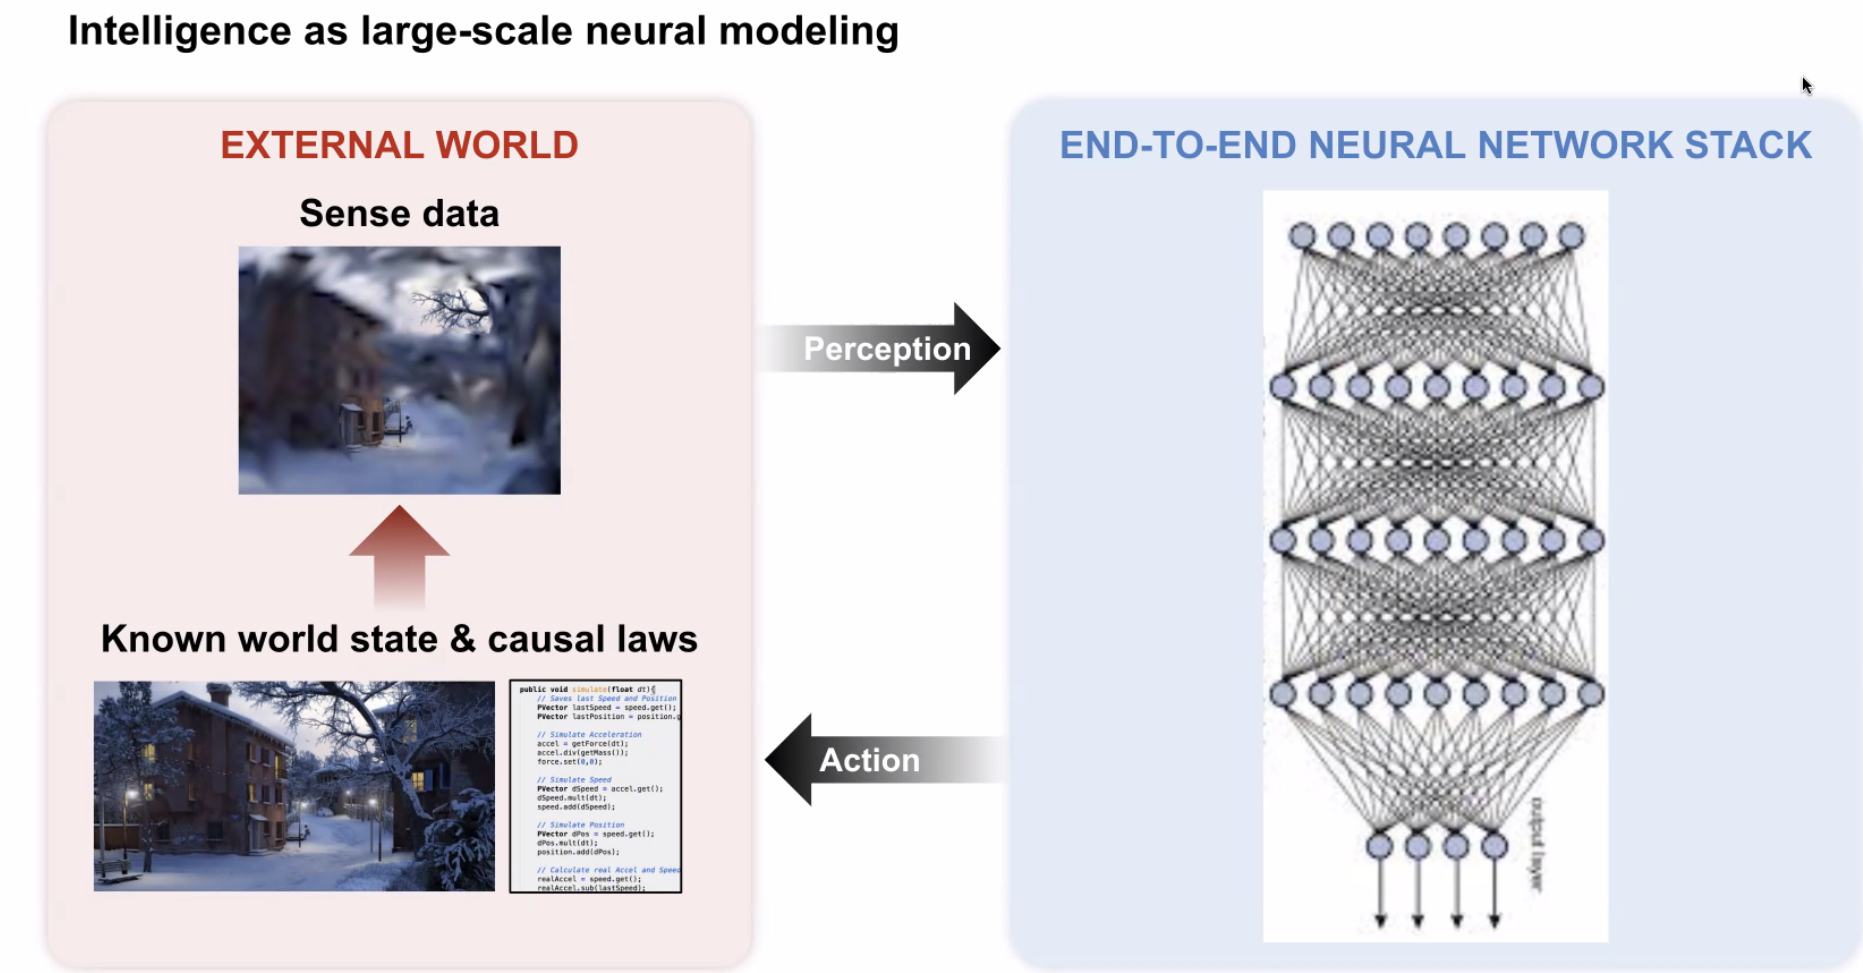 Intelligence as large-scale neural modeling
EXTERNAL WORLD
Sense data
Known world state & causal laws
public void simulate(float dt){
// Saves last Speed and Position
PVector lastSpeed = speed.get();
PVector lastPosition = position.g
// Simulate Acceleration
accel = getForce(dt);
accel.div(getMass());
force.set(0,0);
// Simulate Speed
PVector dSpeed = accel.get();
dSpeed.mult(dt);
speed.add(dSpeed);
// Simulate Position
PVector dPos = speed.get();
dPos.mult(dt);
position.add(dPos);
// Calculate real Accel and Speed
realAccel = speed.get();
realAccel.sub(lastSpeed);
Perception
Action
END-TO-END NEURAL NETWORK STACK
output layer